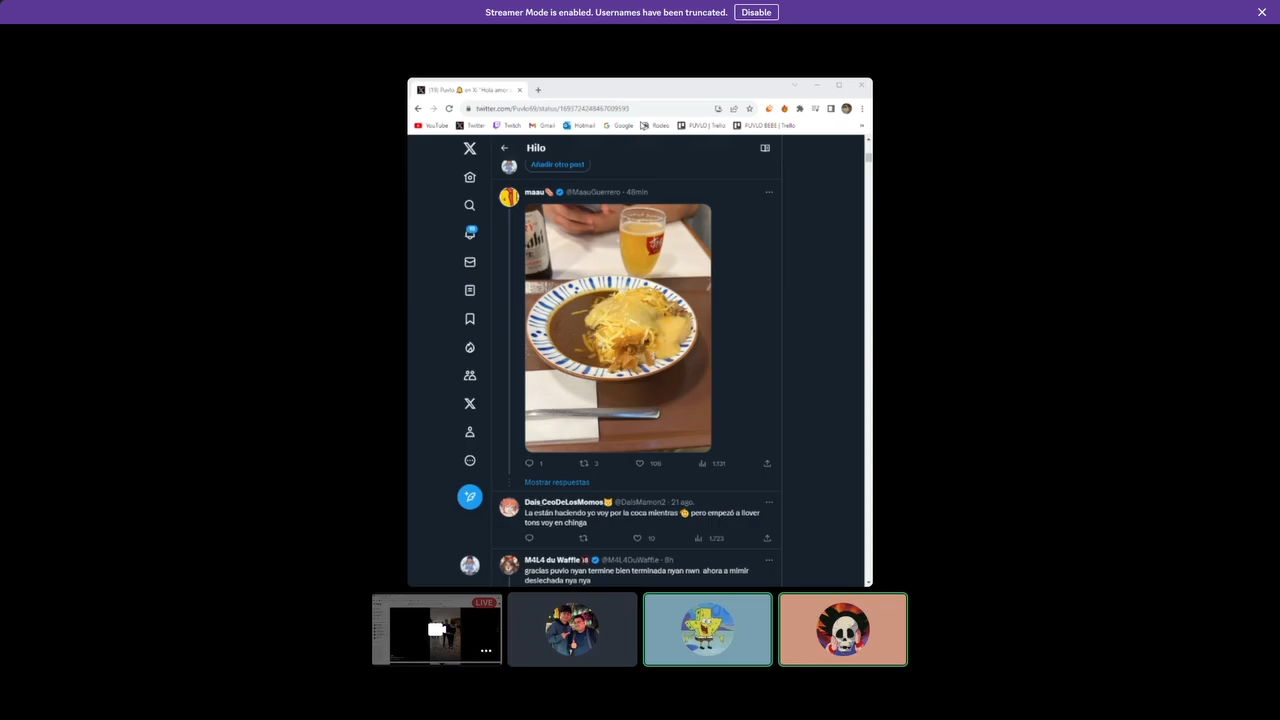 Streamer Mode is enabled. Usernames have been truncated. Disable
twitter.com/Puvlo69/status/1693724248467009593
YouTube Twitter Twitch Gmail Hotmail Google Rodeo PUVLO | Trello PUVLO BEBE | Trello
Hilo
Añadir otro post
maau @MaauGuerrero · 48min
1 3 106 1,131
Mostrar respuestas
Dais_CeoDeLosMomos @DaisMamon2 · 21 ago.
La están haciendo yo voy por la coca mientras pero empezó a llover
tons voy en chinga
10 1,723
M4L4 du Waffle @M4L4DuWaffle · 8h
gracias puvlo nyan termine bien terminada nyan nwn ahora a mimir
deslechada nya nya
LIVE